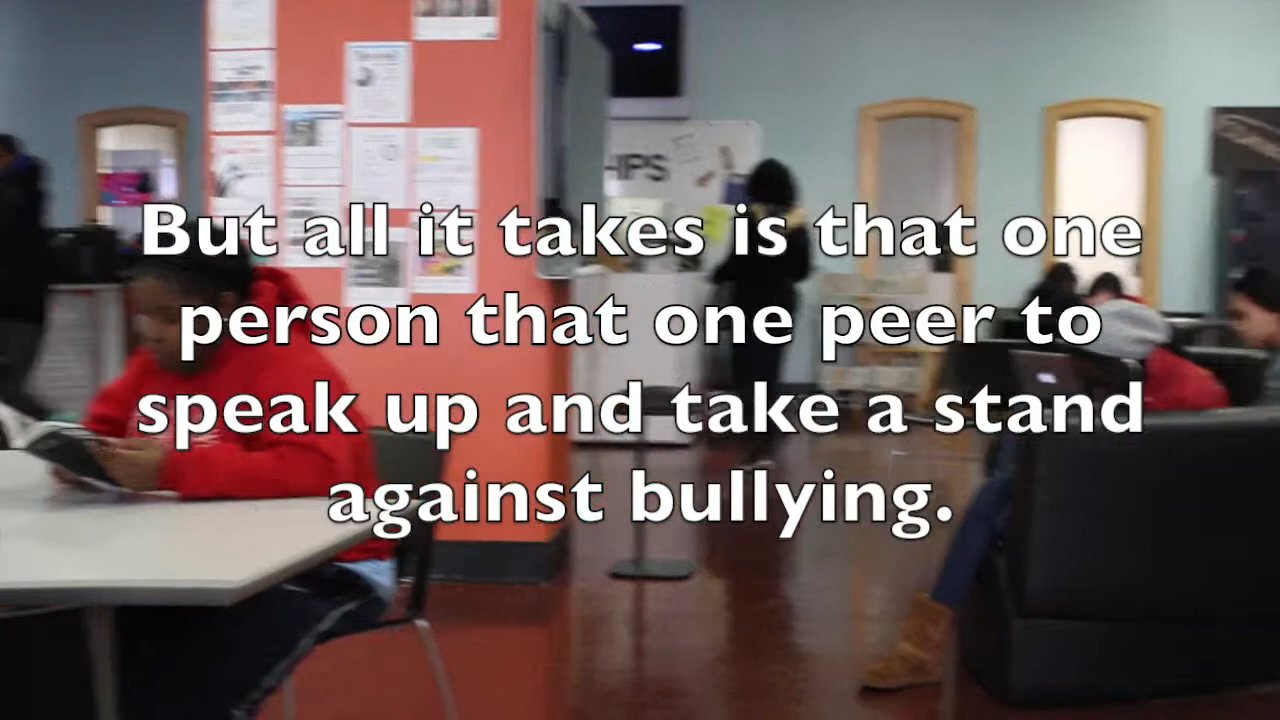 HIPS
But all it takes is that one
person that one peer to
speak up and take a stand
against bullying.